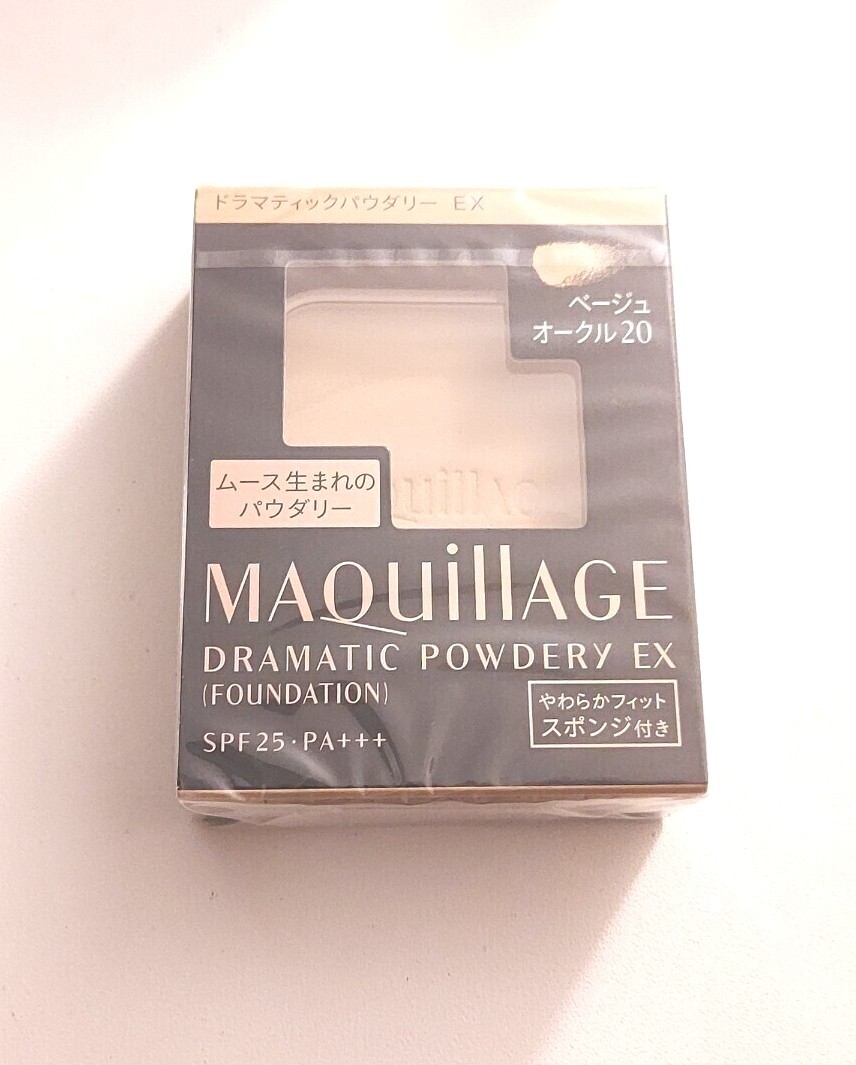 ドラマティックパウダリー EX
ベージュ
オークル20
ムース生まれの
パウダリー
MAQuillAGE
DRAMATIC POWDERY EX
(FOUNDATION)
やわらかフィット
スポンジ付き
SPF25・PA+++